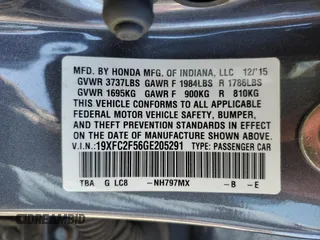 MFD. BY HONDA MFG. OF INDIANA, LLC 12/'15
GVWR 3737LBS GAWR F 1984LBS R 1786LBS
GVWR 1695KG GAWR F 900KG R 810KG
THIS VEHICLE CONFORMS TO ALL APPLICABLE
FEDERAL MOTOR VEHICLE SAFETY, BUMPER,
AND THEFT PREVENTION STANDARDS IN EFFECT
ON THE DATE OF MANUFACTURE SHOWN ABOVE.
V.I.N: 19XFC2F56GE205291 TYPE: PASSENGER CAR
TBA G LC8 -NH797MX -B -E
DREAMBID